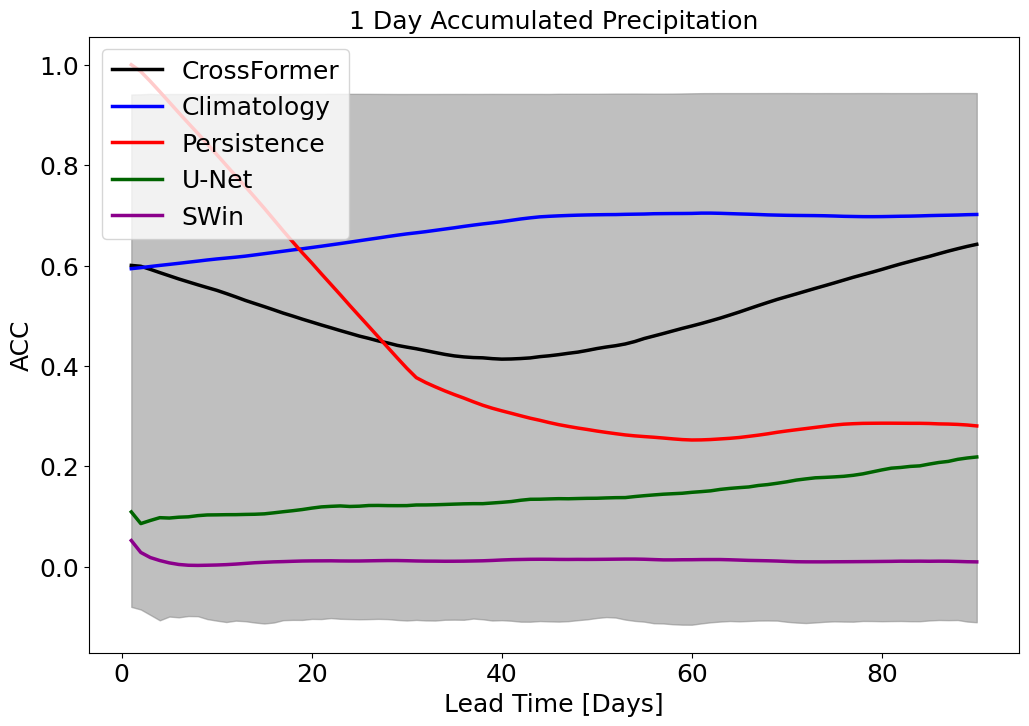 1 Day Accumulated Precipitation
CrossFormer
Climatology
Persistence
U-Net
SWin
1.0
0.8
0.6
0.4
0.2
0.0
ACC
0 20 40 60 80
Lead Time [Days]